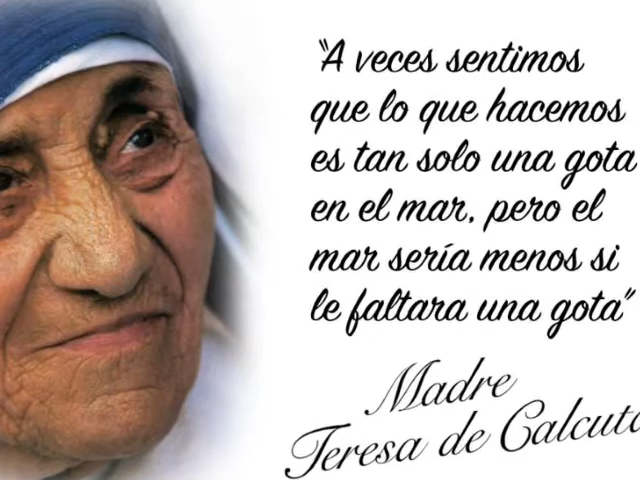 "A veces sentimos
que lo que hacemos
es tan solo una gota
en el mar, pero el
mar sería menos si
le faltara una gota"
Madre
Teresa de Calcuta